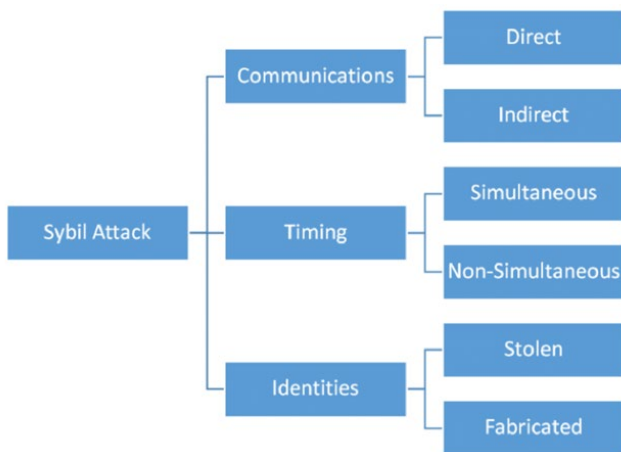 Sybil Attack
Communications
Direct
Indirect
Timing
Simultaneous
Non-Simultaneous
Identities
Stolen
Fabricated